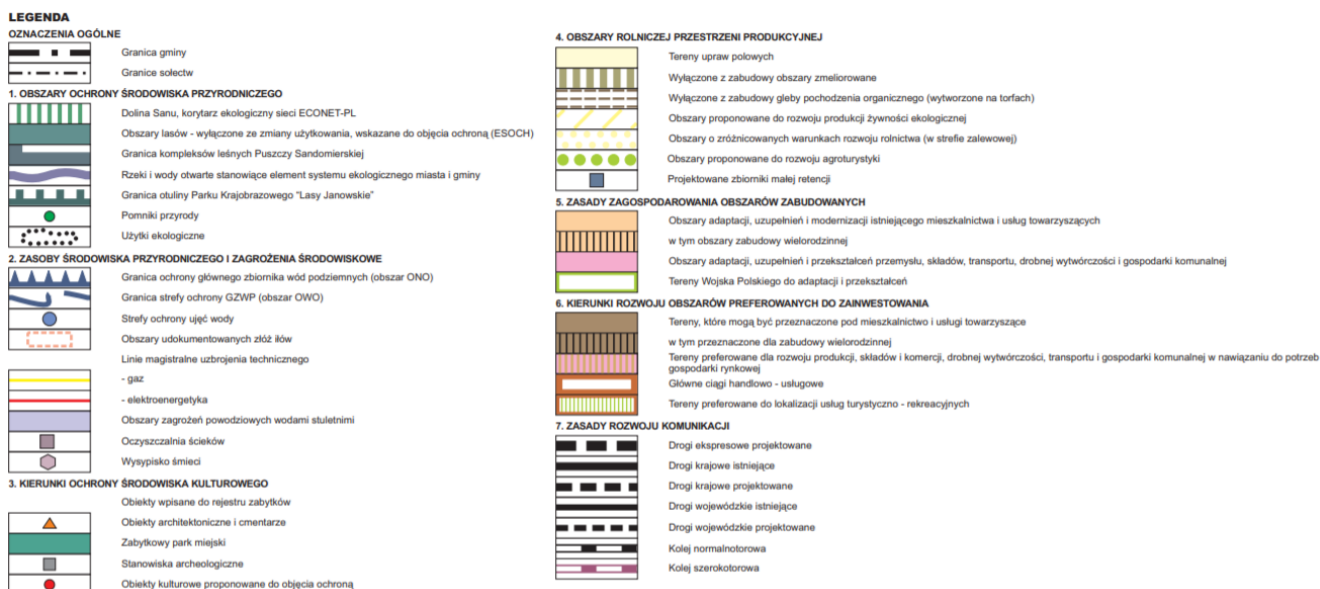 LEGENDA
OZNACZENIA OGÓLNE
Granica gminy
Granice sołectw
1. OBSZARY OCHRONY ŚRODOWISKA PRZYRODNICZEGO
Dolina Sanu, korytarz ekologiczny sieci ECONET-PL
Obszary lasów - wyłączone ze zmiany użytkowania, wskazane do objęcia ochroną (ESOCH)
Granica kompleksów leśnych Puszczy Sandomierskiej
Rzeki i wody otwarte stanowiące element systemu ekologicznego miasta i gminy
Granica otuliny Parku Krajobrazowego "Lasy Janowskie"
Pomniki przyrody
Użytki ekologiczne
2. ZASOBY ŚRODOWISKA PRZYRODNICZEGO I ZAGROŻENIA ŚRODOWISKOWE
Granica ochrony głównego zbiornika wód podziemnych (obszar ONO)
Granica strefy ochrony GZWP (obszar OWO)
Strefy ochrony ujęć wody
Obszary udokumentowanych złóż iłów
Linie magistralne uzbrojenia technicznego
- gaz
- elektroenergetyka
Obszary zagrożeń powodziowych wodami stuletnimi
Oczyszczalnia ścieków
Wysypisko śmieci
3. KIERUNKI OCHRONY ŚRODOWISKA KULTUROWEGO
Obiekty wpisane do rejestru zabytków
Obiekty architektoniczne i cmentarze
Zabytkowy park miejski
Stanowiska archeologiczne
Obiekty kulturowe proponowane do objęcia ochroną
4. OBSZARY ROLNICZEJ PRZESTRZENI PRODUKCYJNEJ
Tereny upraw polowych
Wyłączone z zabudowy obszary zmeliorowane
Wyłączone z zabudowy gleby pochodzenia organicznego (wytworzone na torfach)
Obszary proponowane do rozwoju produkcji żywności ekologicznej
Obszary o zróżnicowanych warunkach rozwoju rolnictwa (w strefie zalewowej)
Obszary proponowane do rozwoju agroturystyki
Projektowane zbiorniki małej retencji
5. ZASADY ZAGOSPODAROWANIA OBSZARÓW ZABUDOWANYCH
Obszary adaptacji, uzupełnień i modernizacji istniejącego mieszkalnictwa i usług towarzyszących
w tym obszary zabudowy wielorodzinnej
Obszary adaptacji, uzupełnień i przekształceń przemysłu, składów, transportu, drobnej wytwórczości i gospodarki komunalnej
Tereny Wojska Polskiego do adaptacji i przekształceń
6. KIERUNKI ROZWOJU OBSZARÓW PREFEROWANYCH DO ZAINWESTOWANIA
Tereny, które mogą być przeznaczone pod mieszkalnictwo i usługi towarzyszące
w tym przeznaczone dla zabudowy wielorodzinnej
Tereny preferowane dla rozwoju produkcji, składów i komercji, drobnej wytwórczości, transportu i gospodarki komunalnej w nawiązaniu do potrzeb
gospodarki rynkowej
Główne ciągi handlowo - usługowe
Tereny preferowane do lokalizacji usług turystyczno - rekreacyjnych
7. ZASADY ROZWOJU KOMUNIKACJI
Drogi ekspresowe projektowane
Drogi krajowe istniejące
Drogi krajowe projektowane
Drogi wojewódzkie istniejące
Drogi wojewódzkie projektowane
Kolej normalnotorowa
Kolej szerokotorowa